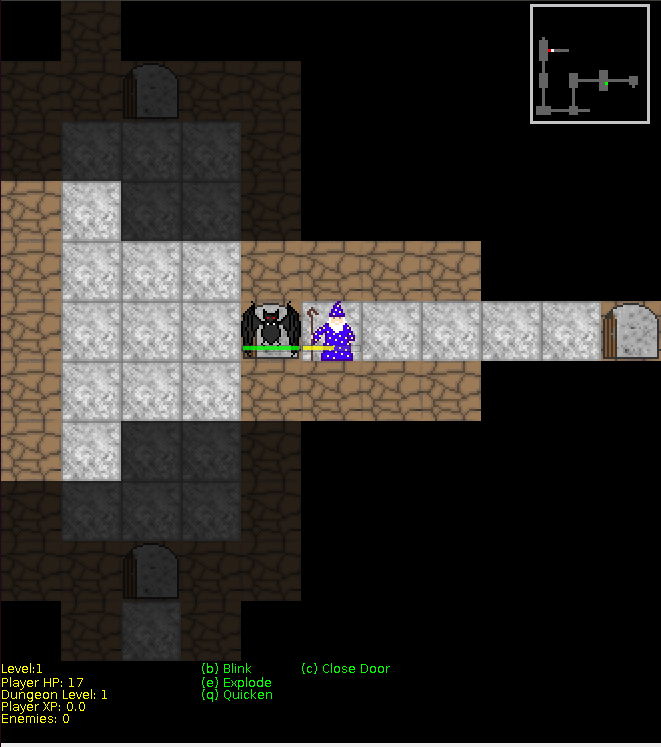 Level:1
Player HP: 17
Dungeon Level: 1
Player XP: 0.0
Enemies: 0
(b) Blink
(e) Explode
(q) Quicken
(c) Close Door